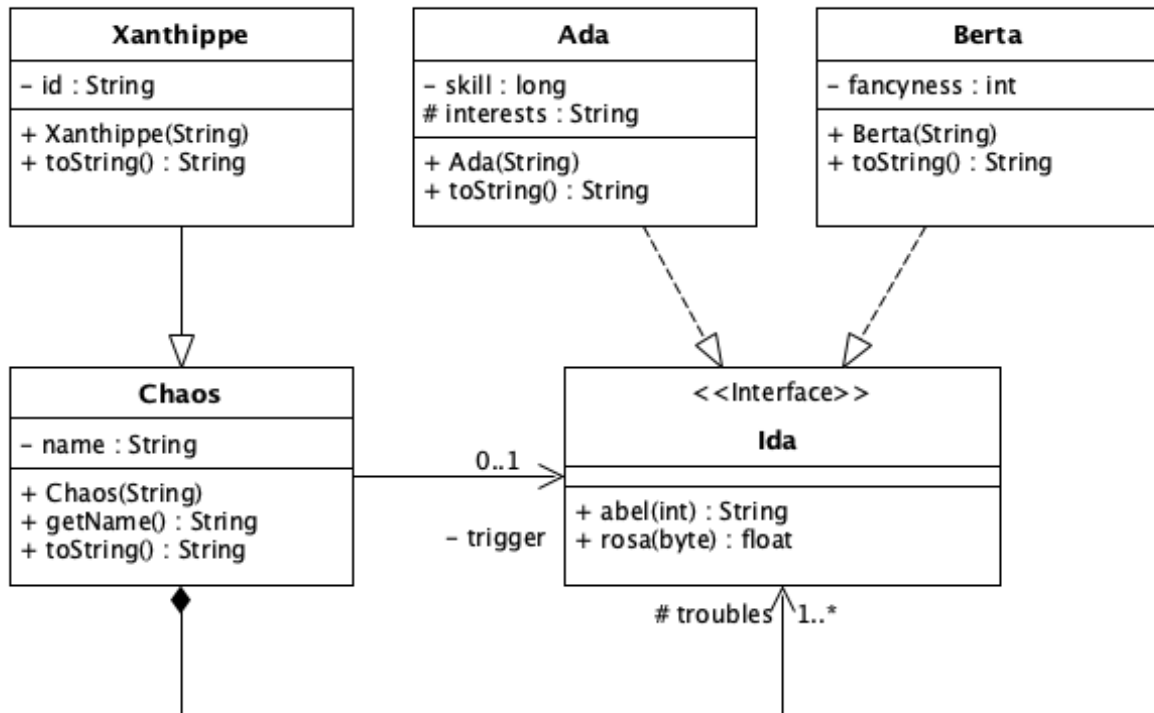 Xanthippe
– id : String
+ Xanthippe(String)
+ toString() : String
Ada
– skill : long
# interests : String
+ Ada(String)
+ toString() : String
Berta
– fancyness : int
+ Berta(String)
+ toString() : String
Chaos
– name : String
+ Chaos(String)
+ getName() : String
+ toString() : String
0..1
– trigger
<<Interface>>
Ida
+ abel(int) : String
+ rosa(byte) : float
# troubles
1..*